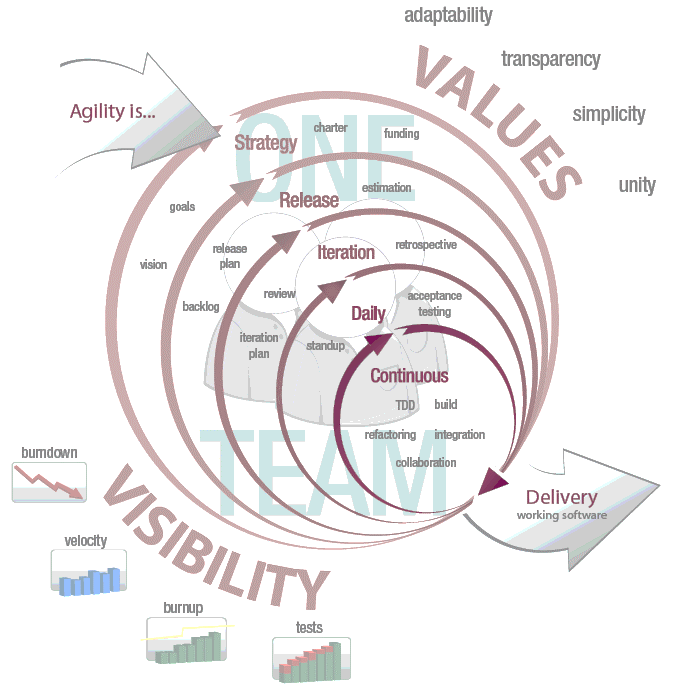 adaptability
transparency
simplicity
unity
VALUES
Agility is...
ONE
Strategy
charter
funding
goals
vision
Release
estimation
release
plan
backlog
Iteration
retrospective
review
iteration
plan
Daily
acceptance
testing
standup
Continuous
TDD
build
refactoring
integration
collaboration
TEAM
Delivery
working software
VISIBILITY
burndown
velocity
burnup
tests